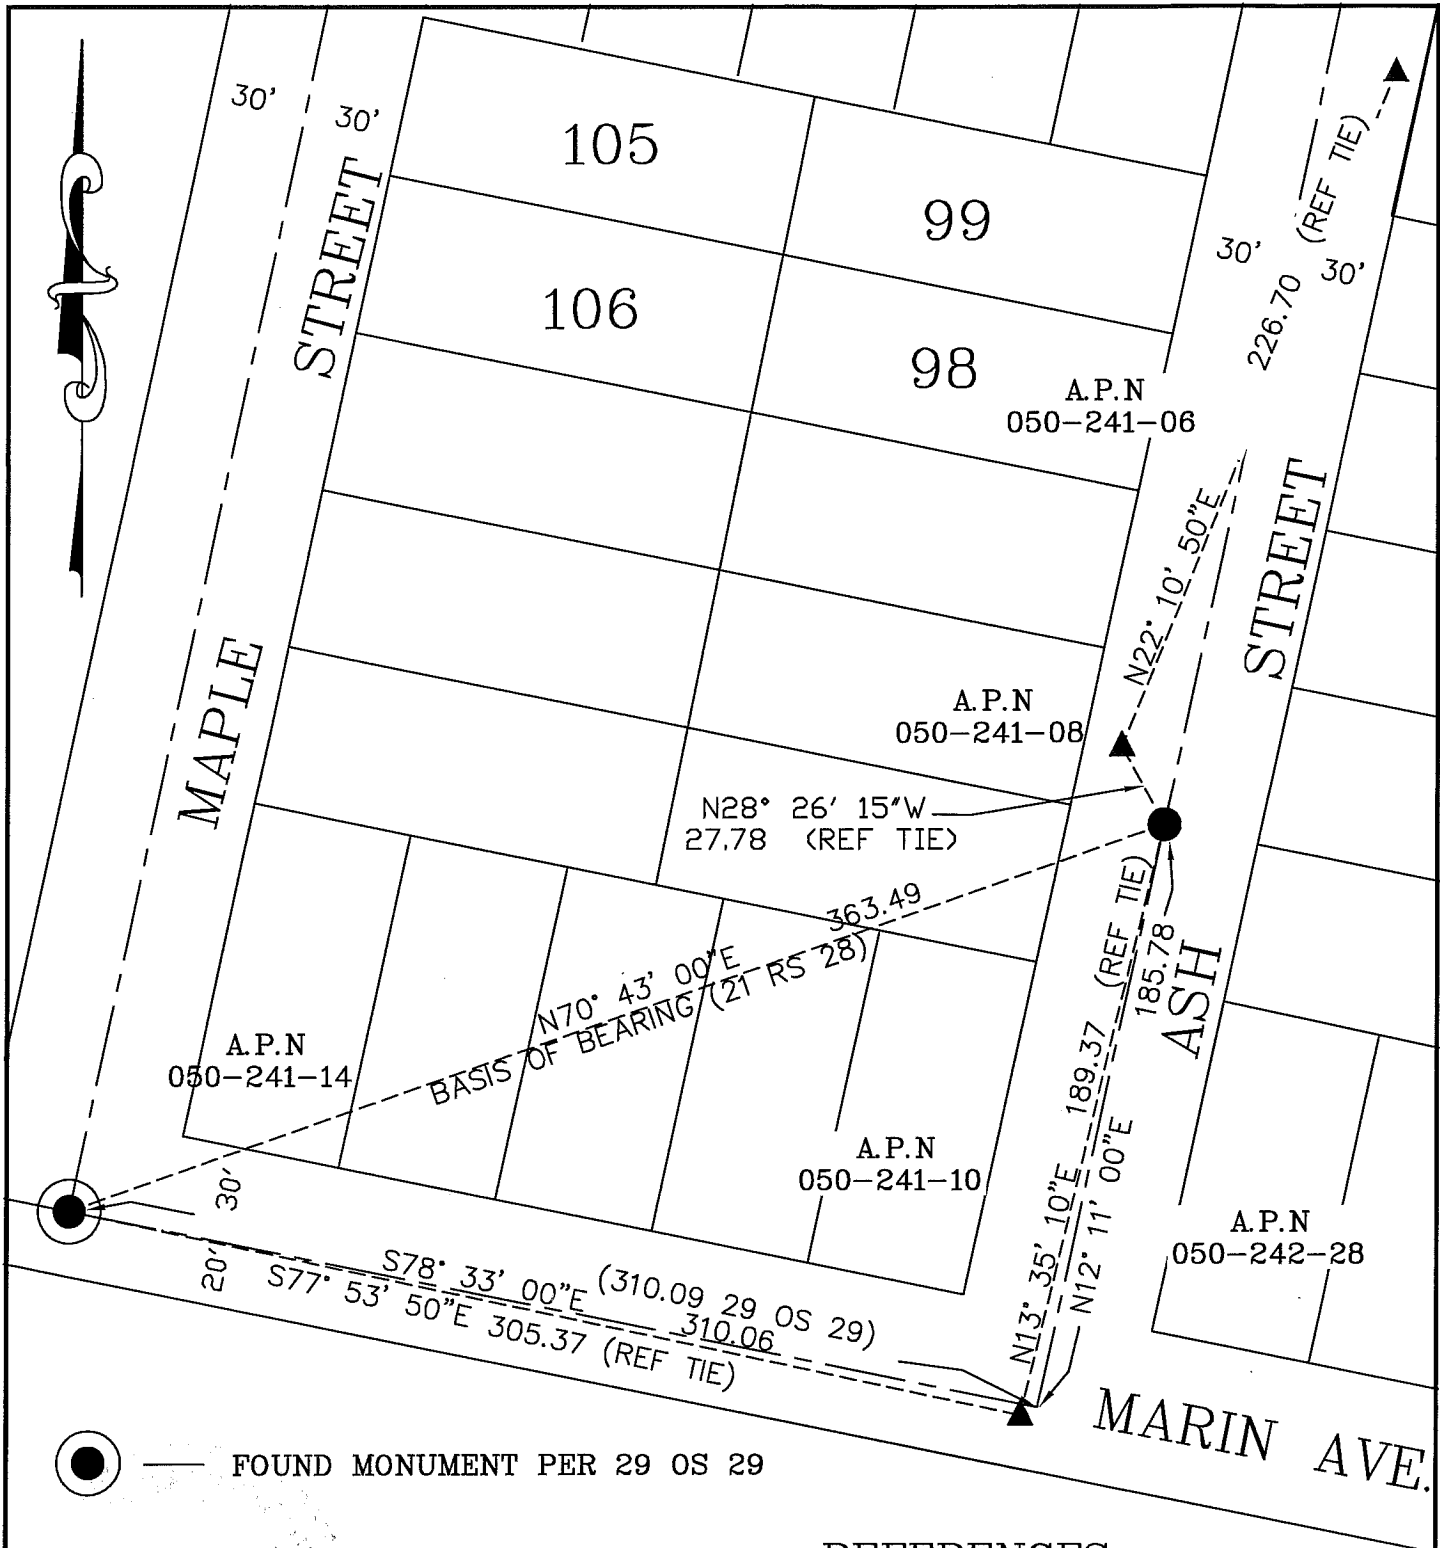 30'
30'
105
99
106
98
STREET
MAPLE
30'
30'
226.70 (REF TIE)
A.P.N
050-241-06
N22° 10' 50"E
STREET
ASH
A.P.N
050-241-08
N28° 26' 15"W
27.78 (REF TIE)
363.49
N70° 43' 00"E
BASIS OF BEARING (21 RS 28)
189.37 (REF TIE)
185.78
N13° 35' 10"E
N12° 11' 00"E
A.P.N
050-241-14
A.P.N
050-241-10
A.P.N
050-242-28
30'
20'
S78° 33' 00"E (310.09 29 OS 29)
310.06
S77° 53' 50"E 305.37 (REF TIE)
MARIN AVE.
FOUND MONUMENT PER 29 OS 29
REFERENCES